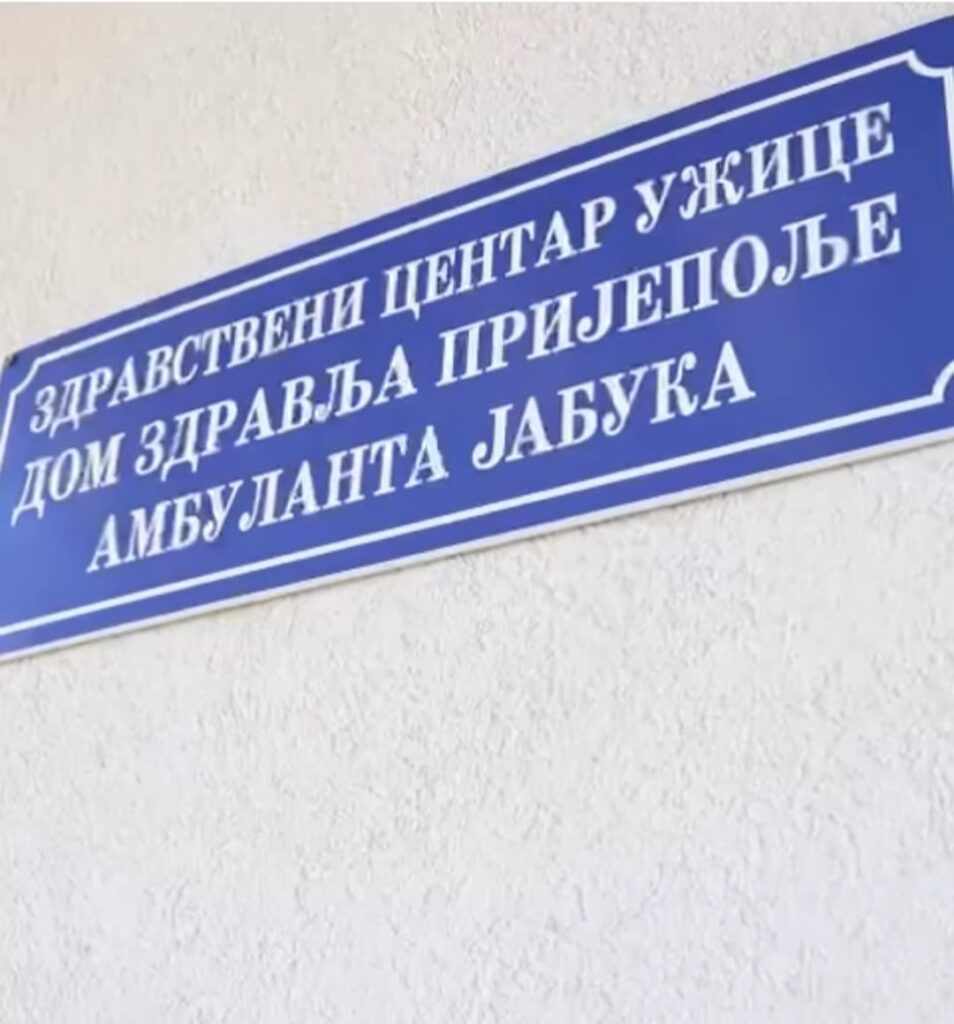 ЗДРАВСТВЕНИ ЦЕНТАР УЖИЦЕ
ДОМ ЗДРАВЉА ПРИЈЕПОЉЕ
АМБУЛАНТА ЈАБУКА